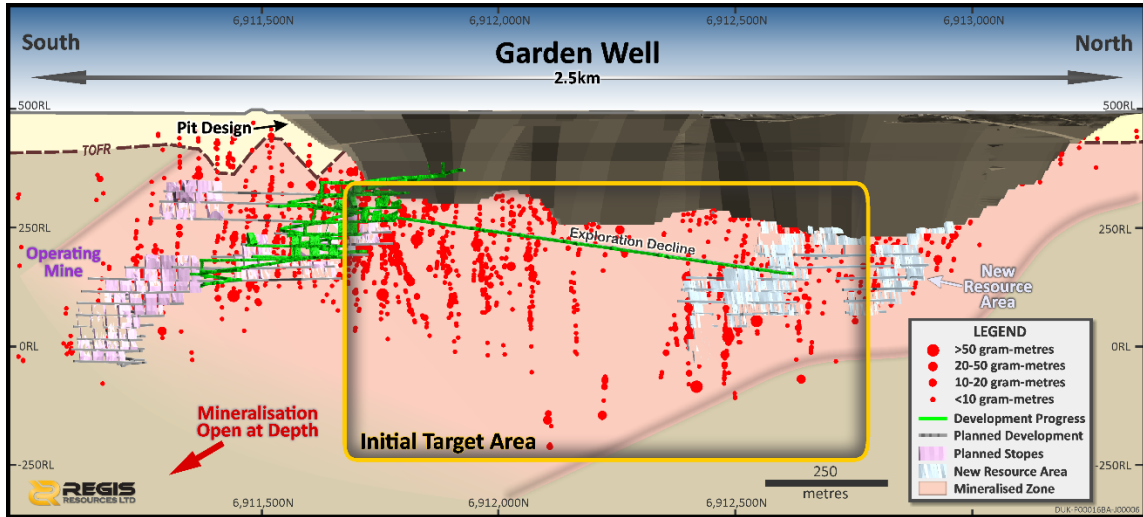 6,911,500N
6,912,000N
6,912,500N
6,913,000N
South
Garden Well
North
2.5km
500RL
500RL
Pit Design
TOFR
250RL
250RL
Operating
Mine
Exploration Decline
New
Resource
Area
0RL
0RL
LEGEND
>50 gram-metres
20-50 gram-metres
10-20 gram-metres
<10 gram-metres
Development Progress
Planned Development
Planned Stopes
New Resource Area
Mineralised Zone
Mineralisation
Open at Depth
Initial Target Area
-250RL
-250RL
250
metres
REGIS
RESOURCES LTD
6,911,500N
6,912,000N
6,912,500N
DUK-P00016BA-J00006